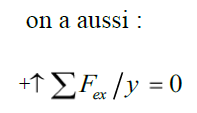 on a aussi :
+↑ ∑ F_ex / y = 0